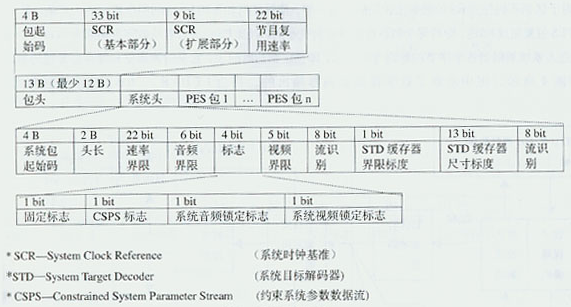 4 B 33 bit 9 bit 22 bit
包起 SCR SCR 节目复
始码 (基本部分) (扩展部分) 用速率
13 B (最少 12 B)
包头 系统头 PES 包 1 … PES 包 n
4 B 2 B 22 bit 6 bit 4 bit 5 bit 8 bit 1 bit 13 bit 8 bit
系统包 头长 速率 音频 标志 视频 流识 STD 缓存器 STD 缓存器 流识
起始码 界限 界限 界限 别 界限标度 尺寸标度 别
1 bit 1 bit 1 bit 1 bit
固定标志 CSPS 标志 系统音频锁定标志 系统视频锁定标志
* SCR—System Clock Reference (系统时钟基准)
*STD—System Target Decoder (系统目标解码器)
* CSPS—Constrained System Parameter Stream (约束系统参数数据流)